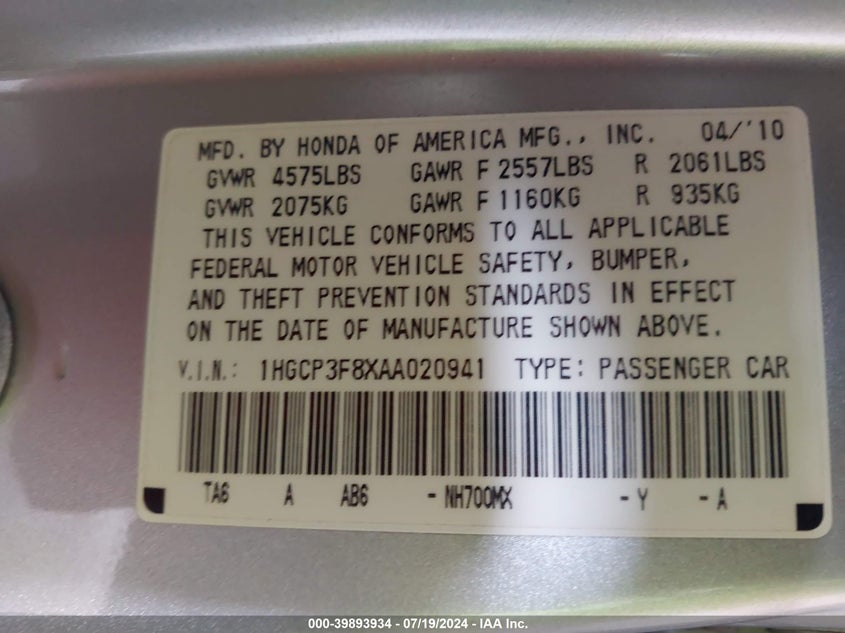 MFD. BY HONDA OF AMERICA MFG., INC. 04/'10
GVWR 4575LBS GAWR F 2557LBS R 2061LBS
GVWR 2075KG GAWR F 1160KG R 935KG
THIS VEHICLE CONFORMS TO ALL APPLICABLE
FEDERAL MOTOR VEHICLE SAFETY, BUMPER,
AND THEFT PREVENTION STANDARDS IN EFFECT
ON THE DATE OF MANUFACTURE SHOWN ABOVE.
V.I.N.: 1HGCP3F8XAA020941 TYPE: PASSENGER CAR
TA6 A AB6 - NH700MX - Y - A
000-39893934 - 07/19/2024 - IAA Inc.